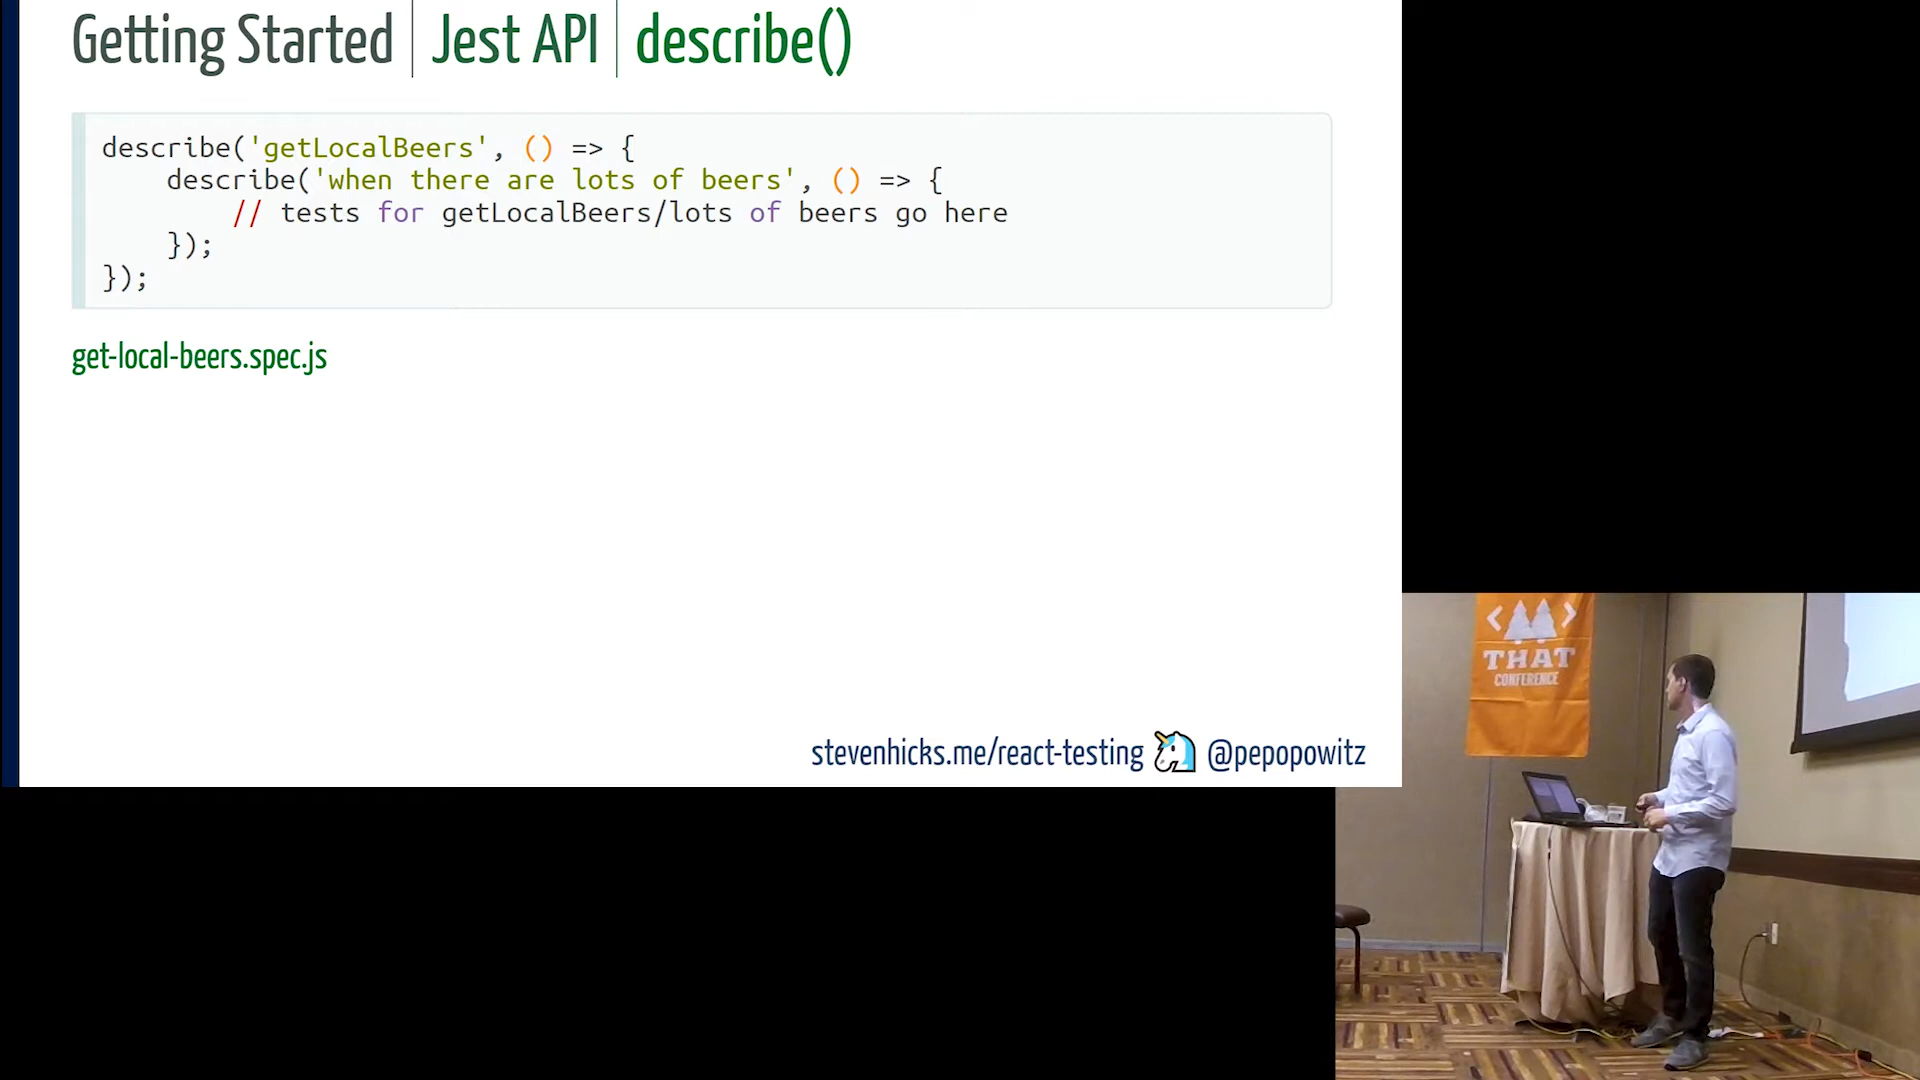 Getting Started | Jest API | describe()
describe('getLocalBeers', () => {
    describe('when there are lots of beers', () => {
        // tests for getLocalBeers/lots of beers go here
    });
});
get-local-beers.spec.js
stevenhicks.me/react-testing 🦄 @pepopowitz
< >
THAT
CONFERENCE